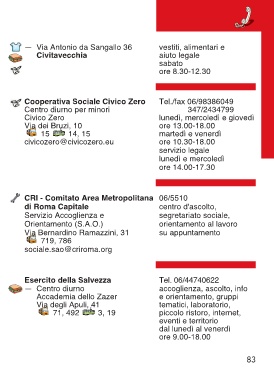 — Via Antonio da Sangallo 36
Civitavecchia
vestiti, alimentari e
aiuto legale
sabato
ore 8.30-12.30
Cooperativa Sociale Civico Zero
Centro diurno per minori
Civico Zero
Via dei Bruzi, 10
15 14, 15
civicozero@civicozero.eu
Tel./fax 06/98386049
347/2434799
lunedì, mercoledì e giovedì
ore 13.00-18.00
martedì e venerdì
ore 10.30-18.00
servizio legale
lunedì e mercoledì
ore 14.00-17.30
CRI - Comitato Area Metropolitana
di Roma Capitale
Servizio Accoglienza e
Orientamento (S.A.O.)
Via Bernardino Ramazzini, 31
719, 786
sociale.sao@criroma.org
06/5510
centro d'ascolto,
segretariato sociale,
orientamento al lavoro
su appuntamento
Esercito della Salvezza
— Centro diurno
Accademia dello Zazer
Via degli Apuli, 41
71, 492 3, 19
Tel. 06/44740622
accoglienza, ascolto, info
e orientamento, gruppi
tematici, laboratorio,
piccolo ristoro, internet,
eventi e territorio
dal lunedì al venerdì
ore 9.00-18.00
83